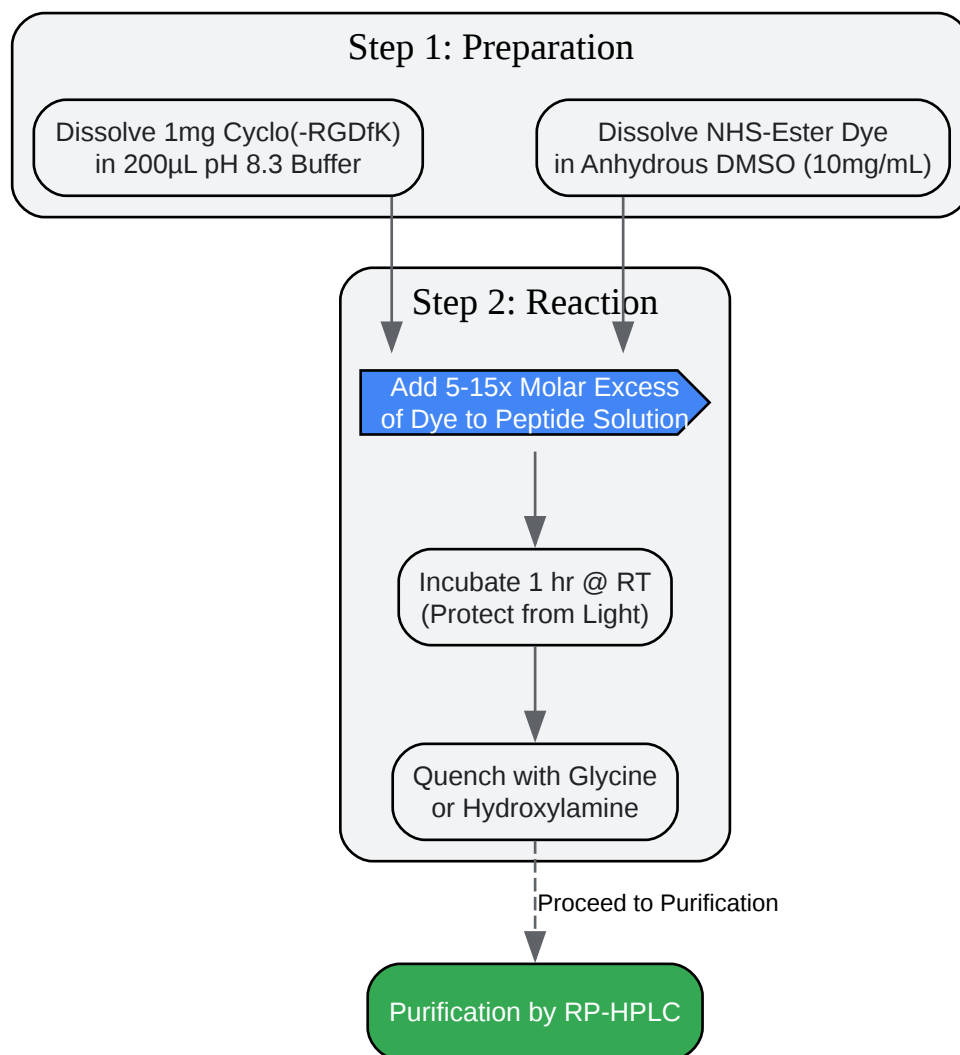 Step 1: Preparation
Dissolve 1mg Cyclo(-RGDfK)
in 200µL pH 8.3 Buffer
Dissolve NHS-Ester Dye
in Anhydrous DMSO (10mg/mL)
Step 2: Reaction
Add 5-15x Molar Excess
of Dye to Peptide Solution
Incubate 1 hr @ RT
(Protect from Light)
Quench with Glycine
or Hydroxylamine
Proceed to Purification
Purification by RP-HPLC